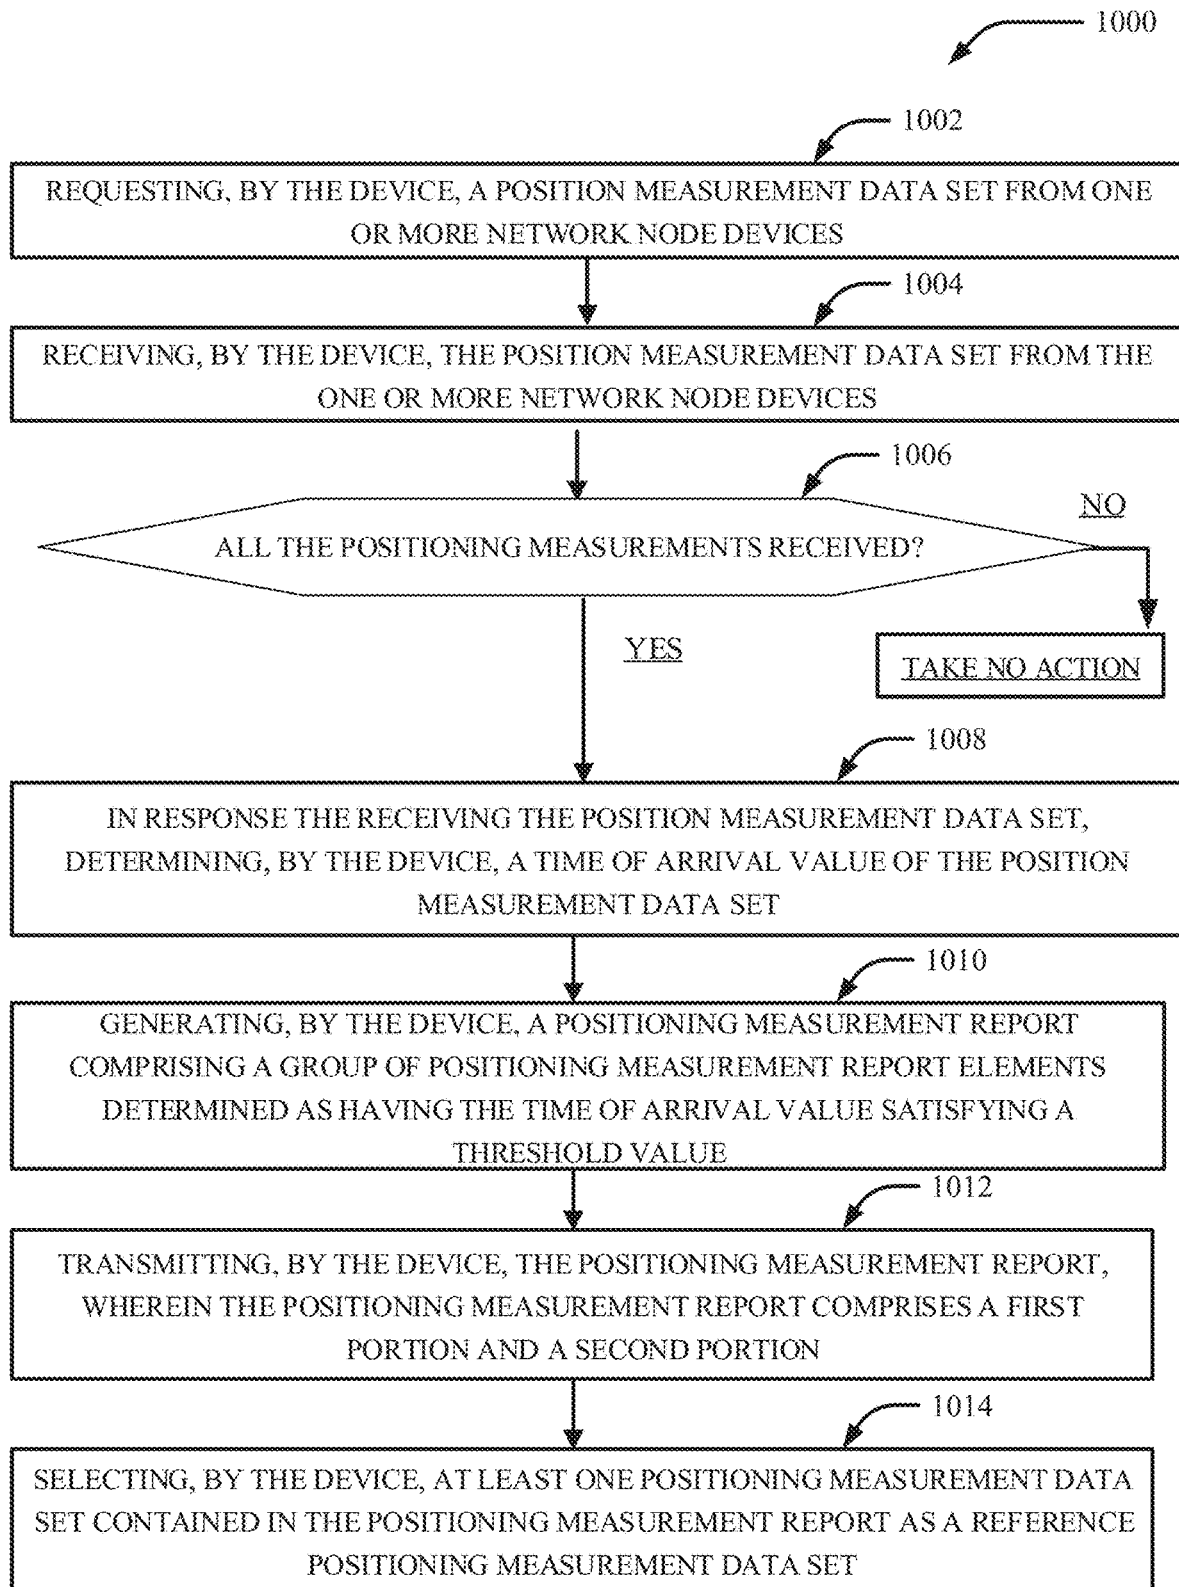 1000
1002
REQUESTING, BY THE DEVICE, A POSITION MEASUREMENT DATA SET FROM ONE
OR MORE NETWORK NODE DEVICES
1004
RECEIVING, BY THE DEVICE, THE POSITION MEASUREMENT DATA SET FROM THE
ONE OR MORE NETWORK NODE DEVICES
1006
NO
ALL THE POSITIONING MEASUREMENTS RECEIVED?
YES
TAKE NO ACTION
1008
IN RESPONSE THE RECEIVING THE POSITION MEASUREMENT DATA SET,
DETERMINING, BY THE DEVICE, A TIME OF ARRIVAL VALUE OF THE POSITION
MEASUREMENT DATA SET
1010
GENERATING, BY THE DEVICE, A POSITIONING MEASUREMENT REPORT
COMPRISING A GROUP OF POSITIONING MEASUREMENT REPORT ELEMENTS
DETERMINED AS HAVING THE TIME OF ARRIVAL VALUE SATISFYING A
THRESHOLD VALUE
1012
TRANSMITTING, BY THE DEVICE, THE POSITIONING MEASUREMENT REPORT,
WHEREIN THE POSITIONING MEASUREMENT REPORT COMPRISES A FIRST
PORTION AND A SECOND PORTION
1014
SELECTING, BY THE DEVICE, AT LEAST ONE POSITIONING MEASUREMENT DATA
SET CONTAINED IN THE POSITIONING MEASUREMENT REPORT AS A REFERENCE
POSITIONING MEASUREMENT DATA SET